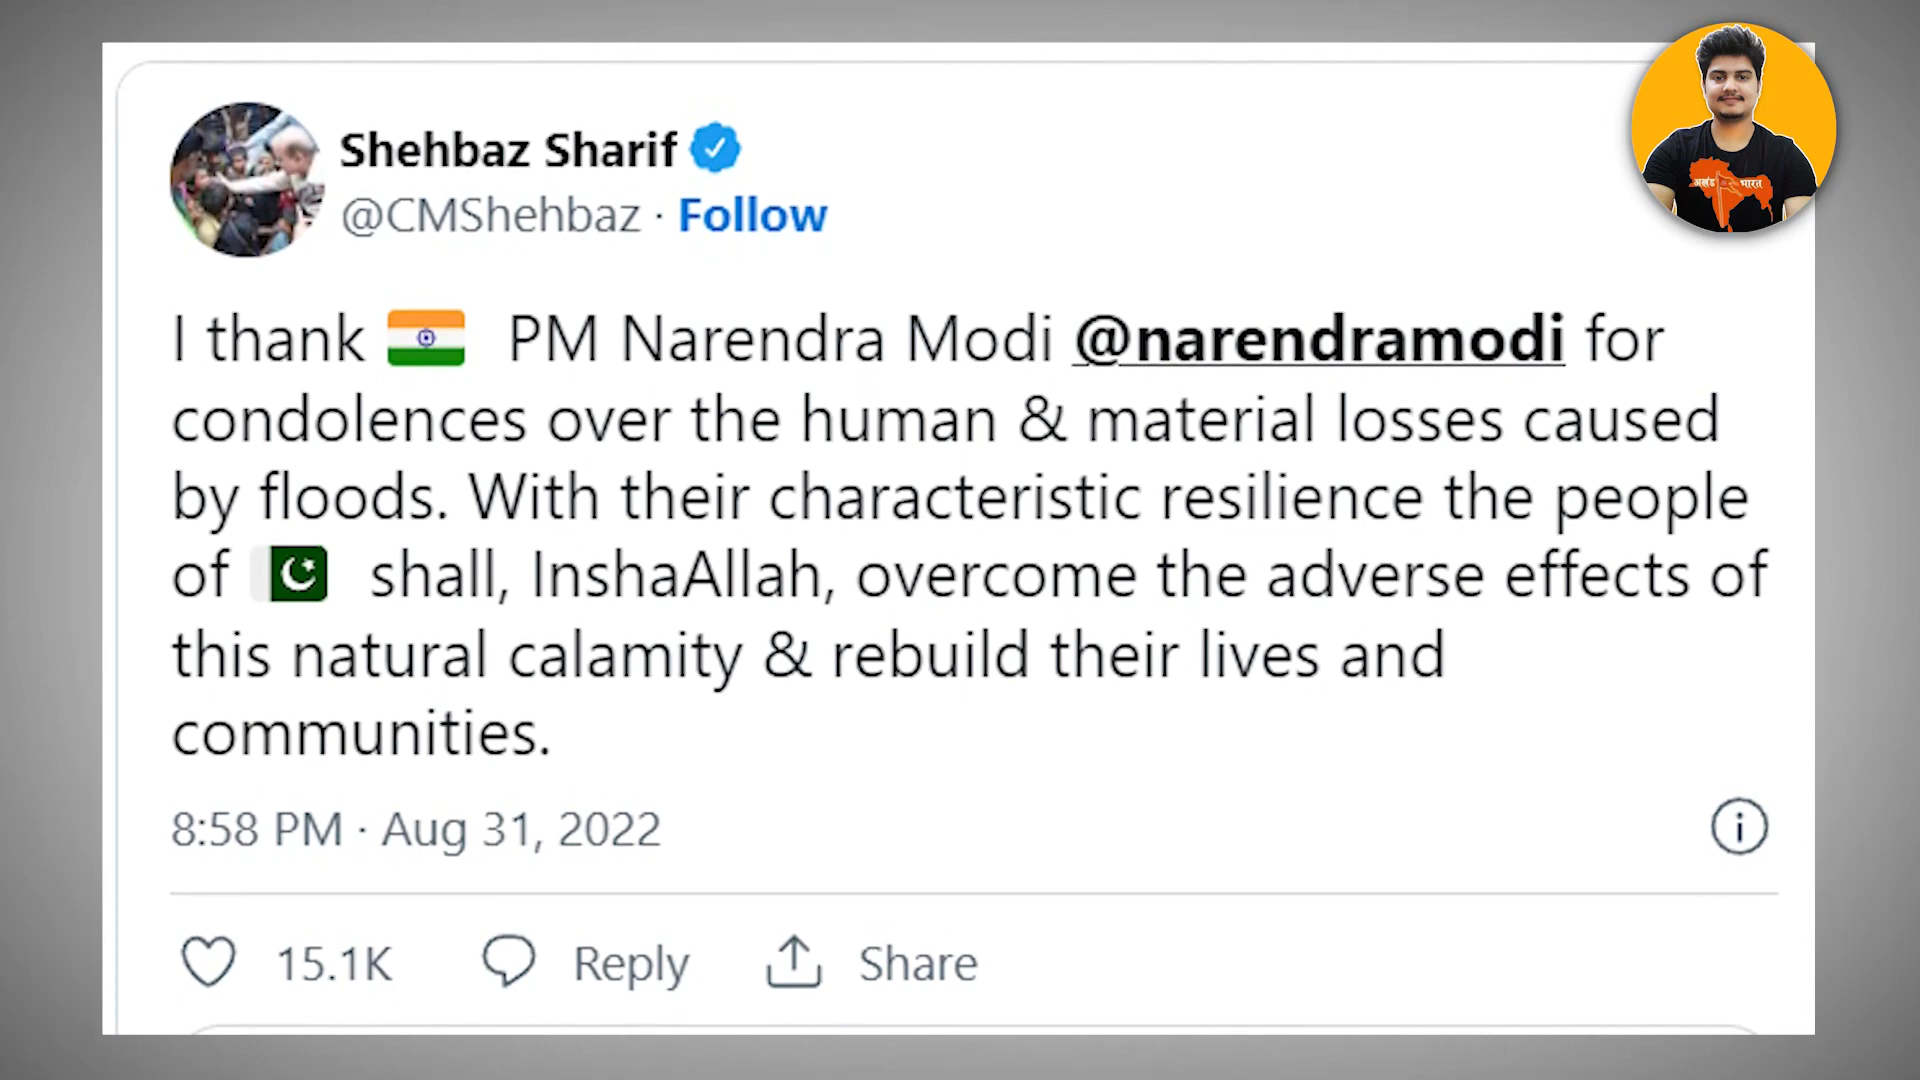 Shehbaz Sharif
@CMShehbaz · Follow
I thank 🇮🇳 PM Narendra Modi @narendramodi for
condolences over the human & material losses caused
by floods. With their characteristic resilience the people
of 🇵🇰 shall, InshaAllah, overcome the adverse effects of
this natural calamity & rebuild their lives and
communities.
8:58 PM · Aug 31, 2022
15.1K Reply Share
अखंड भारत